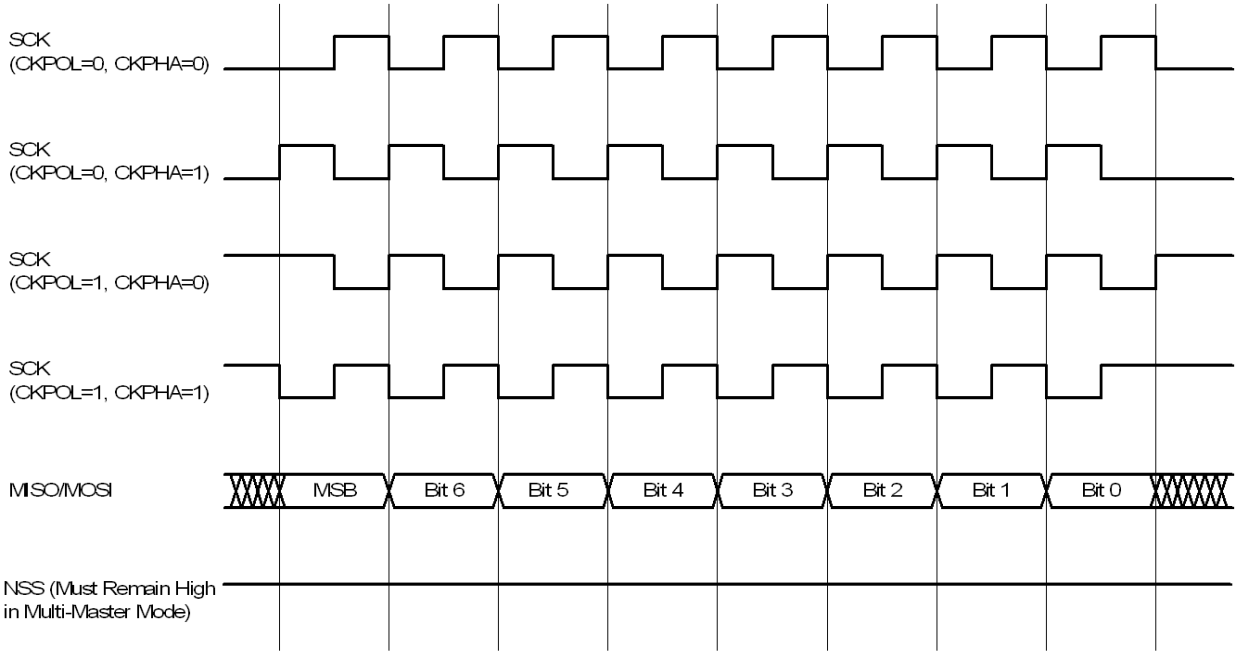 SCK
(CKPOL=0, CKPHA=0)
SCK
(CKPOL=0, CKPHA=1)
SCK
(CKPOL=1, CKPHA=0)
SCK
(CKPOL=1, CKPHA=1)
MISO/MOSI
MSB Bit 6 Bit 5 Bit 4 Bit 3 Bit 2 Bit 1 Bit 0
NSS (Must Remain High
in Multi-Master Mode)